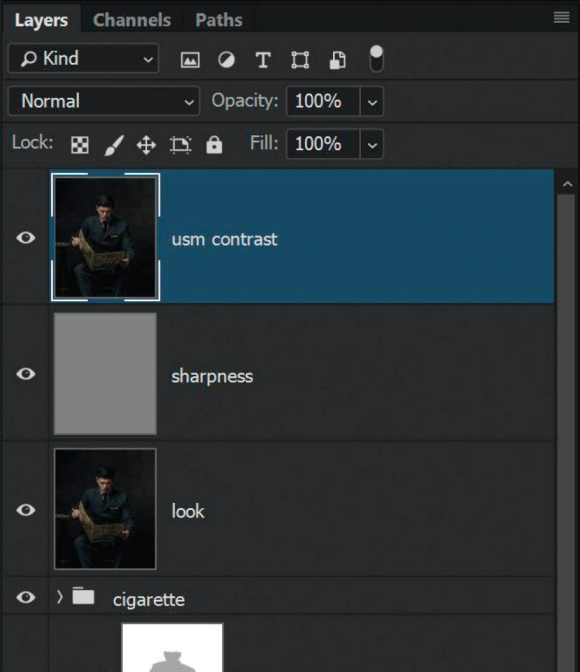 Layers Channels Paths
Kind
Normal Opacity: 100%
Lock: Fill: 100%
usm contrast
sharpness
look
cigarette